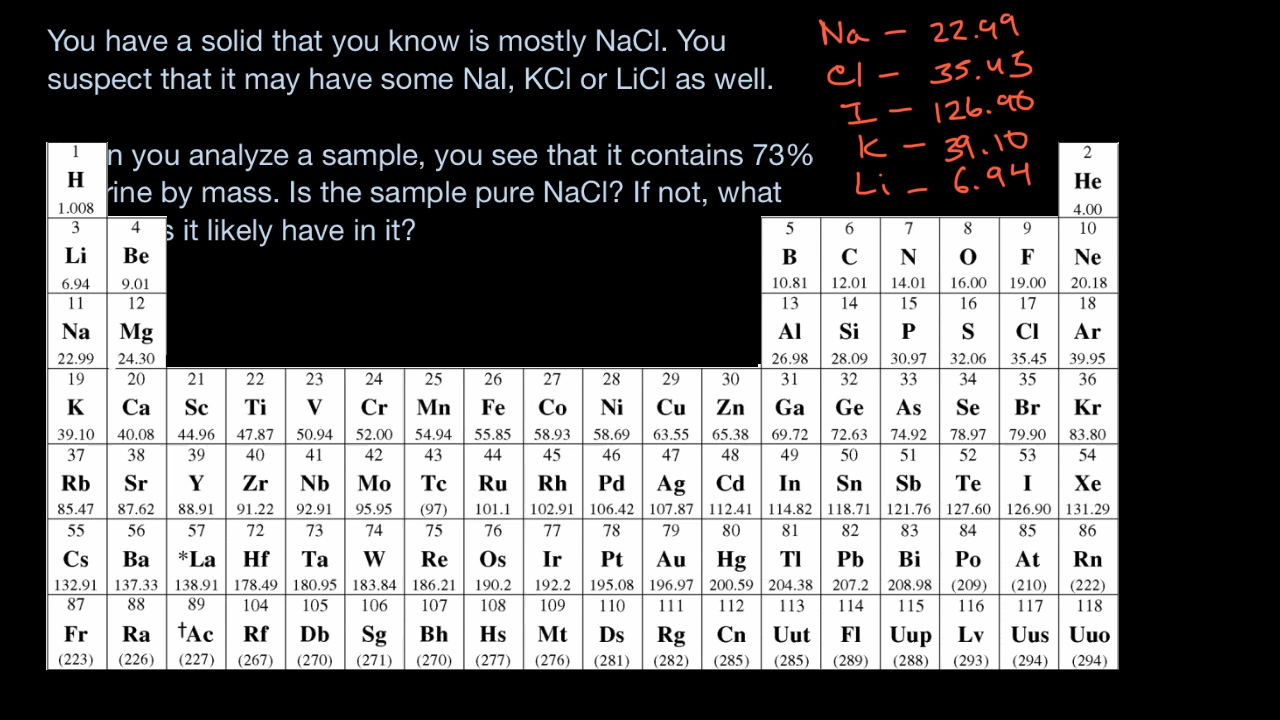 You have a solid that you know is mostly NaCl. You
suspect that it may have some NaI, KCl or LiCl as well.
n you analyze a sample, you see that it contains 73%
rine by mass. Is the sample pure NaCl? If not, what
s it likely have in it?
Na – 22.99
Cl – 35.45
I – 126.90
K – 39.10
Li – 6.94
1 2
H He
1.008 4.00
3 4 5 6 7 8 9 10
Li Be B C N O F Ne
6.94 9.01 10.81 12.01 14.01 16.00 19.00 20.18
11 12 13 14 15 16 17 18
Na Mg Al Si P S Cl Ar
22.99 24.30 26.98 28.09 30.97 32.06 35.45 39.95
19 20 21 22 23 24 25 26 27 28 29 30 31 32 33 34 35 36
K Ca Sc Ti V Cr Mn Fe Co Ni Cu Zn Ga Ge As Se Br Kr
39.10 40.08 44.96 47.87 50.94 52.00 54.94 55.85 58.93 58.69 63.55 65.38 69.72 72.63 74.92 78.97 79.90 83.80
37 38 39 40 41 42 43 44 45 46 47 48 49 50 51 52 53 54
Rb Sr Y Zr Nb Mo Tc Ru Rh Pd Ag Cd In Sn Sb Te I Xe
85.47 87.62 88.91 91.22 92.91 95.95 (97) 101.1 102.91 106.42 107.87 112.41 114.82 118.71 121.76 127.60 126.90 131.29
55 56 57 72 73 74 75 76 77 78 79 80 81 82 83 84 85 86
Cs Ba *La Hf Ta W Re Os Ir Pt Au Hg Tl Pb Bi Po At Rn
132.91 137.33 138.91 178.49 180.95 183.84 186.21 190.2 192.2 195.08 196.97 200.59 204.38 207.2 208.98 (209) (210) (222)
87 88 89 104 105 106 107 108 109 110 111 112 113 114 115 116 117 118
Fr Ra †Ac Rf Db Sg Bh Hs Mt Ds Rg Cn Uut Fl Uup Lv Uus Uuo
(223) (226) (227) (267) (270) (271) (270) (277) (276) (281) (282) (285) (285) (289) (288) (293) (294) (294)